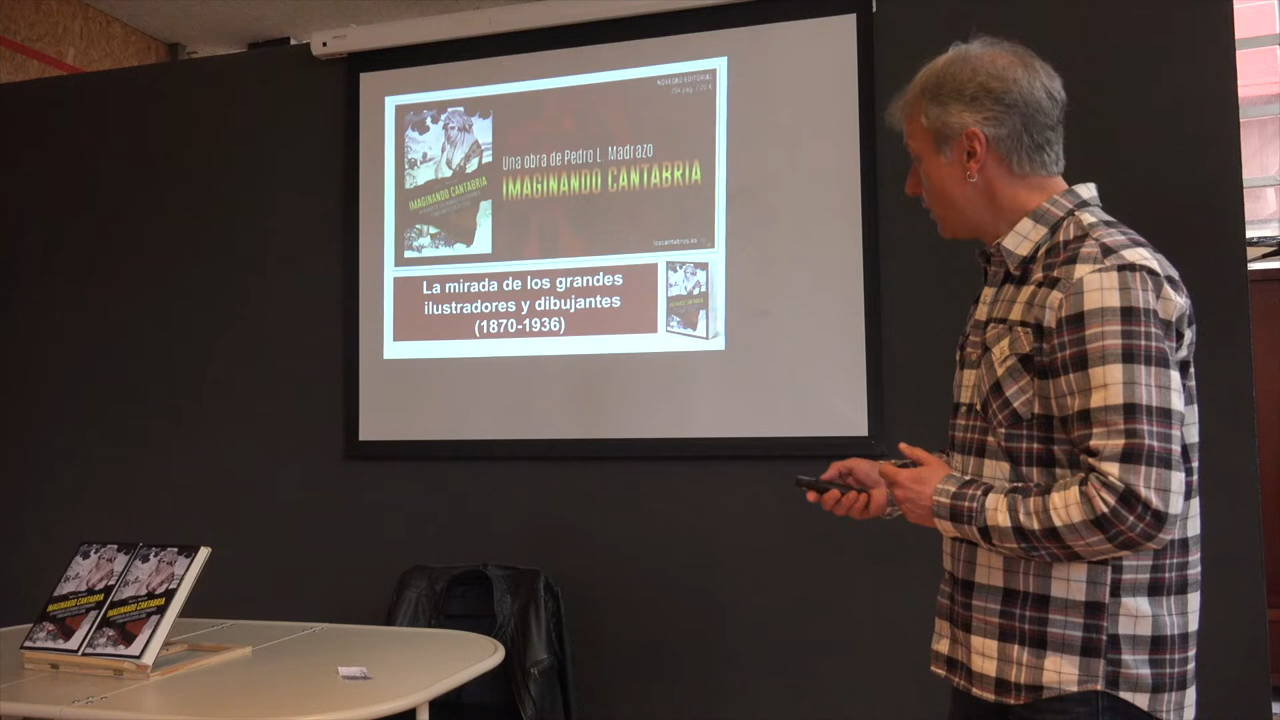 NOVEDAD EDITORIAL
Una obra de Pedro L. Madrazo
IMAGINANDO CANTABRIA
IMAGINANDO CANTABRIA
loscantabros.es
La mirada de los grandes
ilustradores y dibujantes
(1870-1936)
IMAGINANDO CANTABRIA
IMAGINANDO CANTABRIA